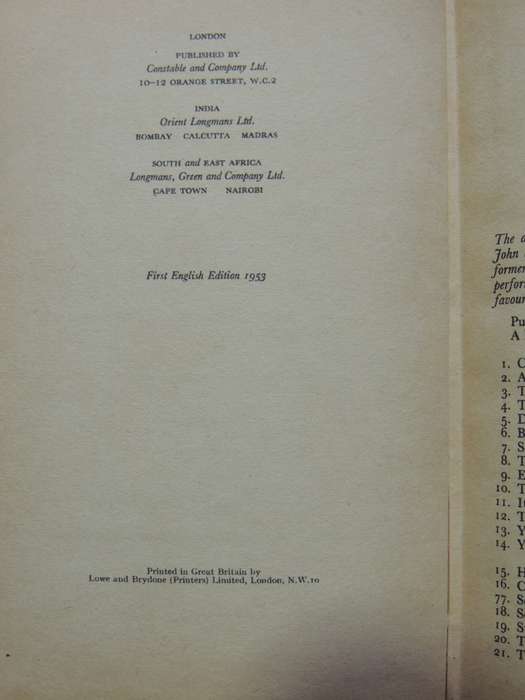 LONDON
PUBLISHED BY
Constable and Company Ltd.
10-12 ORANGE STREET, W.C.2
INDIA
Orient Longmans Ltd.
BOMBAY CALCUTTA MADRAS
SOUTH and EAST AFRICA
Longmans, Green and Company Ltd.
CAPE TOWN NAIROBI
First English Edition 1953
Printed in Great Britain by
Lowe and Brydone (Printers) Limited, London, N.W.10
The
John
Pu
A
1. C
2. A
3. T
4. T
5. D
6. B
7. S
8. T
9. E
10. T
11. I
12. T
13. Y
14. Y
15. H
16. C
77. S
18. S
19. S
20. T
21. T